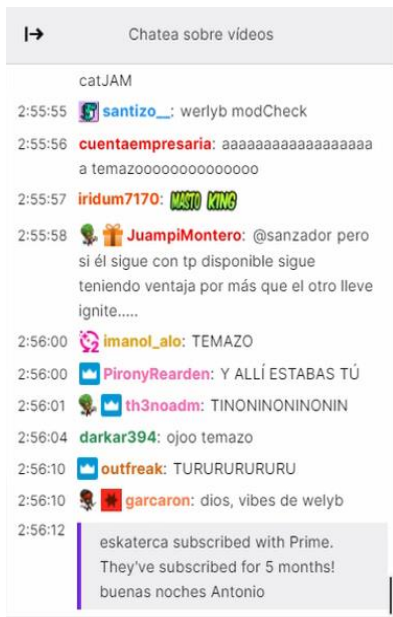 Chatea sobre vídeos
catJAM
2:55:55 santizo__: werlyb modCheck
2:55:56 cuentaempresaria: aaaaaaaaaaaaaaaaaa
a temazoooooooooooooo
2:55:57 iridum7170: MASTO KING
2:55:58 JuampiMontero: @sanzador pero
si él sigue con tp disponible sigue
teniendo ventaja por más que el otro lleve
ignite.....
2:56:00 imanol_alo: TEMAZO
2:56:00 PironyRearden: Y ALLÍ ESTABAS TÚ
2:56:01 th3noadm: TINONINONINONIN
2:56:04 darkar394: ojoo temazo
2:56:10 outfreak: TURURURURURU
2:56:10 garcaron: dios, vibes de welyb
2:56:12
eskaterca subscribed with Prime.
They've subscribed for 5 months!
buenas noches Antonio